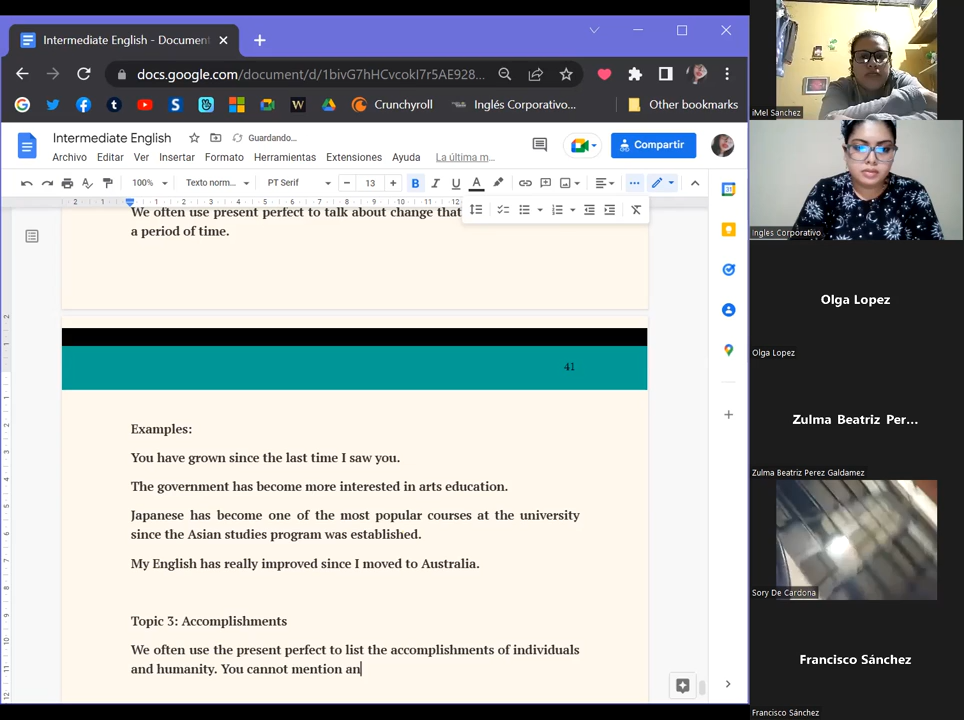 Intermediate English - Document
docs.google.com/document/d/1bivG7hHCvcokI7r5AE928...
Crunchyroll
Inglés Corporativo...
Other bookmarks
Intermediate English
Guardando...
Archivo Editar Ver Insertar Formato Herramientas Extensiones Ayuda La última m...
Compartir
100% Texto norm... PT Serif 13
We often use present perfect to talk about change that
a period of time.
41
Examples:
You have grown since the last time I saw you.
The government has become more interested in arts education.
Japanese has become one of the most popular courses at the university
since the Asian studies program was established.
My English has really improved since I moved to Australia.
Topic 3: Accomplishments
We often use the present perfect to list the accomplishments of individuals
and humanity. You cannot mention an
iMel Sanchez
Ingles Corporativo
Olga Lopez
Olga Lopez
Zulma Beatriz Per...
Zulma Beatriz Perez Galdamez
Sory De Cardona
Francisco Sánchez
Francisco Sánchez